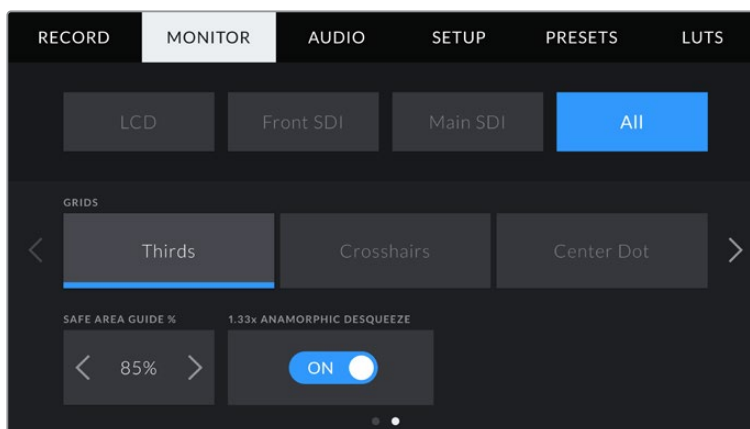 RECORD MONITOR AUDIO SETUP PRESETS LUTS
LCD Front SDI Main SDI All
GRIDS
Thirds Crosshairs Center Dot
SAFE AREA GUIDE % 1.33x ANAMORPHIC DESQUEEZE
85% ON